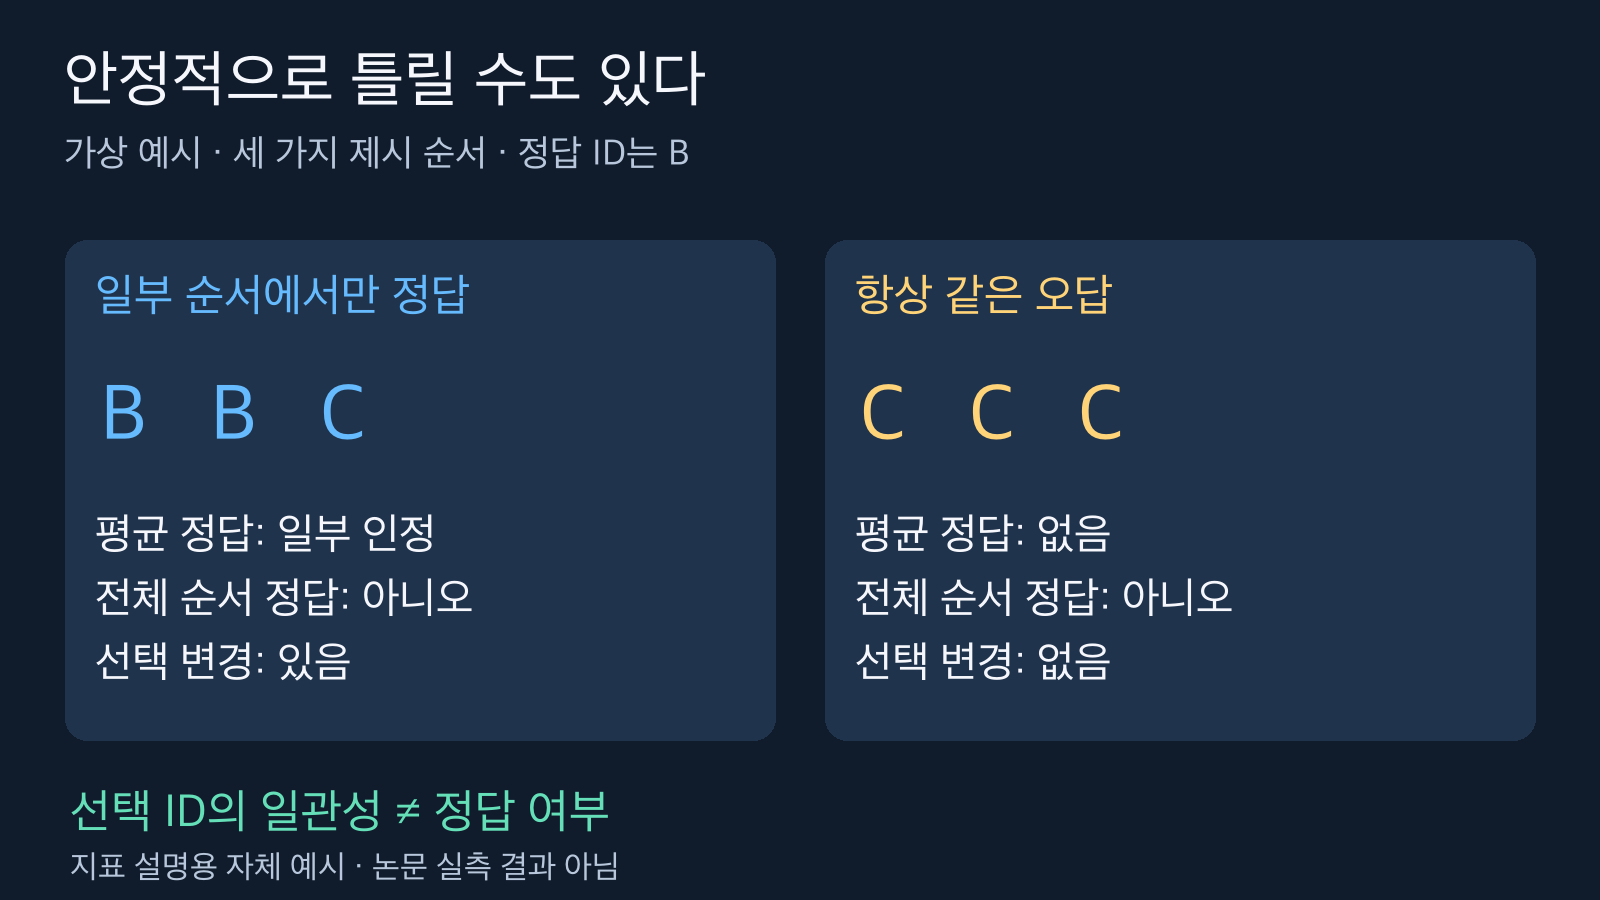 안정적으로 틀릴 수도 있다
가상 예시 · 세 가지 제시 순서 · 정답 ID는 B
일부 순서에서만 정답
B B C
평균 정답: 일부 인정
전체 순서 정답: 아니오
선택 변경: 있음
항상 같은 오답
C C C
평균 정답: 없음
전체 순서 정답: 아니오
선택 변경: 없음
선택 ID의 일관성 ≠ 정답 여부
지표 설명용 자체 예시 · 논문 실측 결과 아님